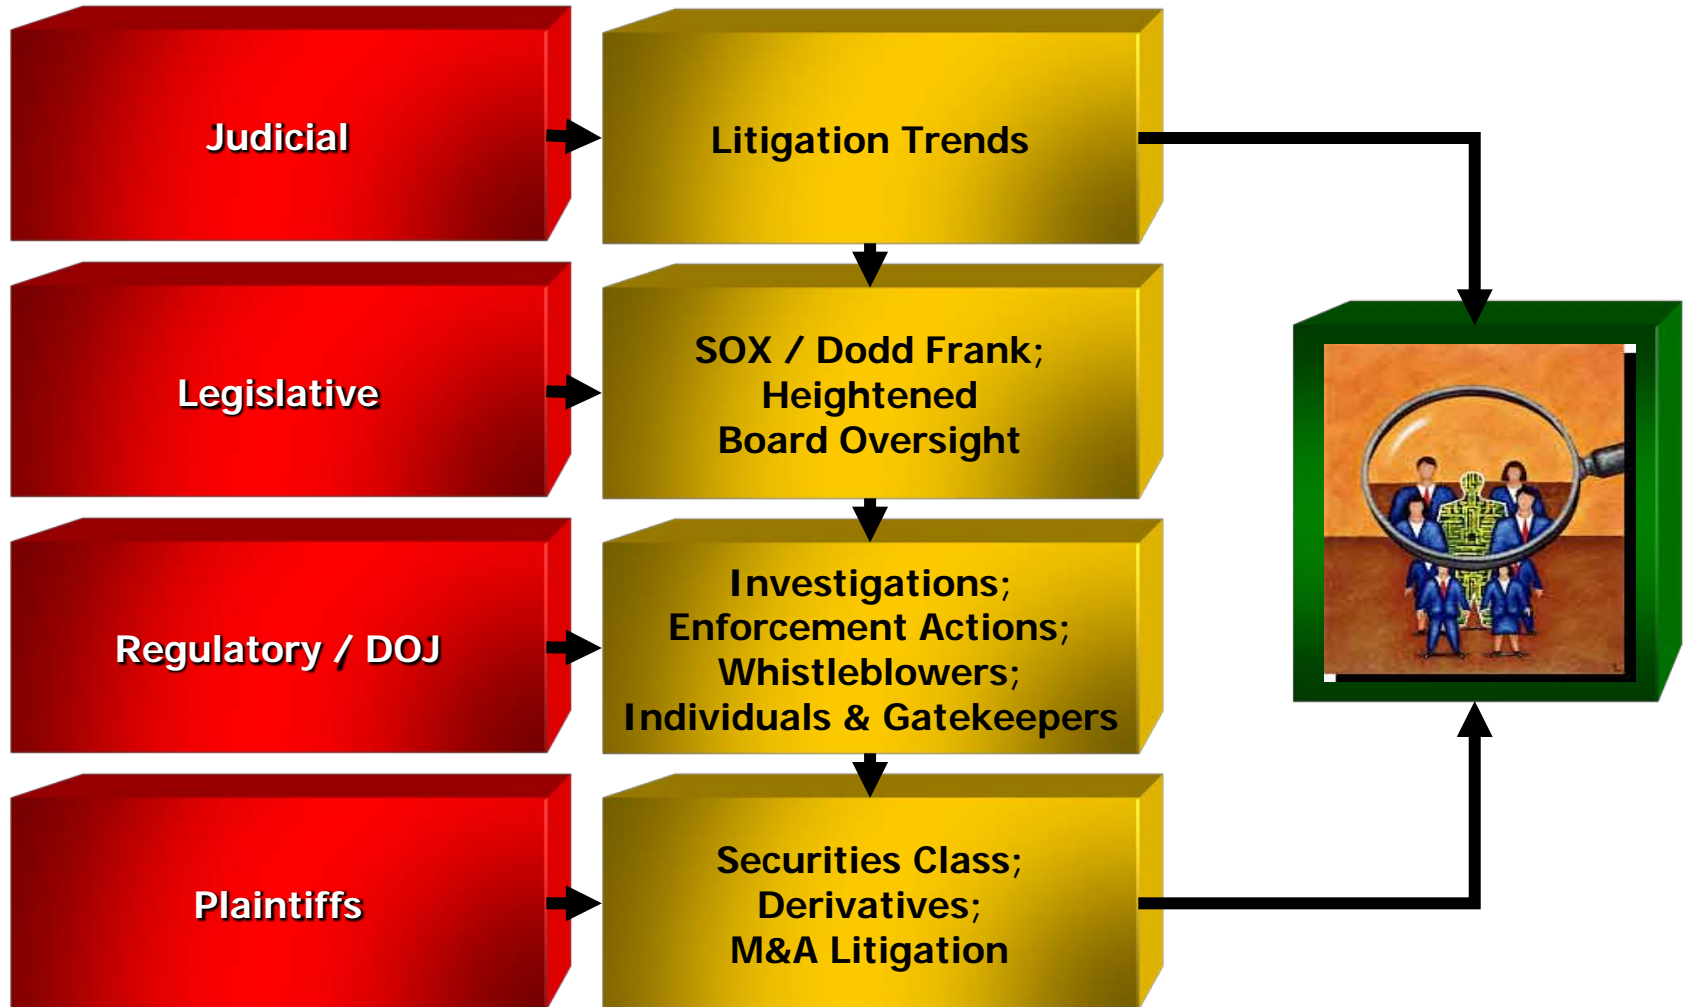 Judicial
Litigation Trends
Legislative
SOX / Dodd Frank;
Heightened
Board Oversight
Regulatory / DOJ
Investigations;
Enforcement Actions;
Whistleblowers;
Individuals & Gatekeepers
Plaintiffs
Securities Class;
Derivatives;
M&A Litigation